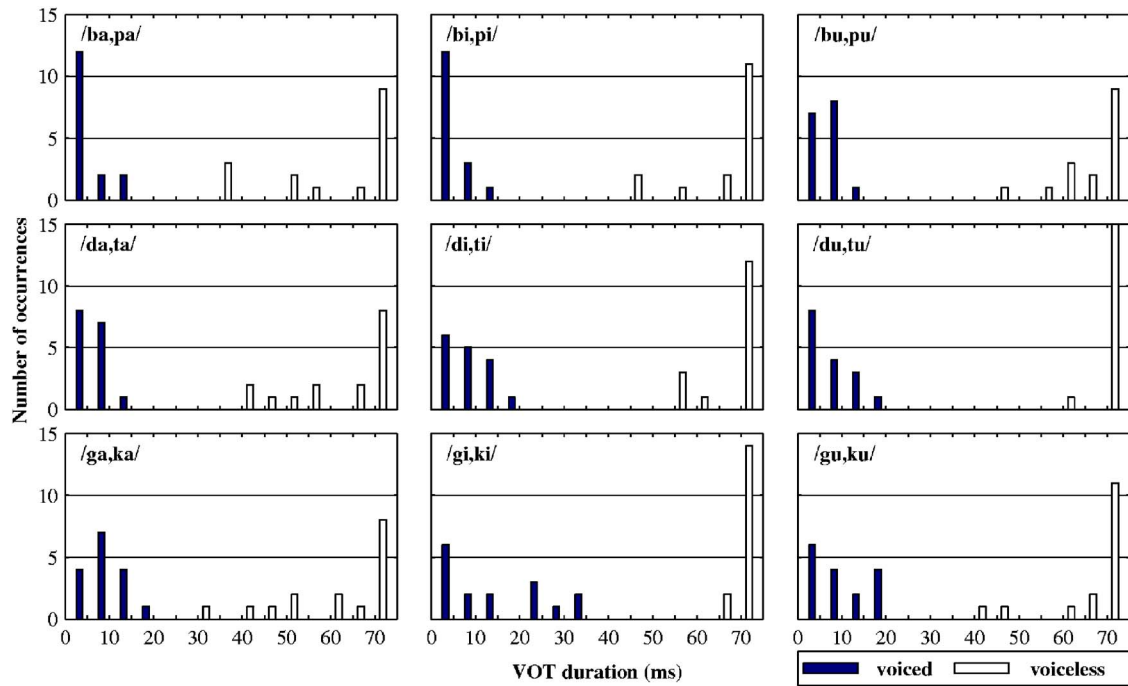 /ba,pa/
/bi,pi/
/bu,pu/
15
10
5
0
/da,ta/
/di,ti/
/du,tu/
15
10
5
0
/ga,ka/
/gi,ki/
/gu,ku/
15
10
5
0
Number of occurrences
0 10 20 30 40 50 60 70
0 10 20 30 40 50 60 70
0 10 20 30 40 50 60 70
VOT duration (ms)
voiced voiceless